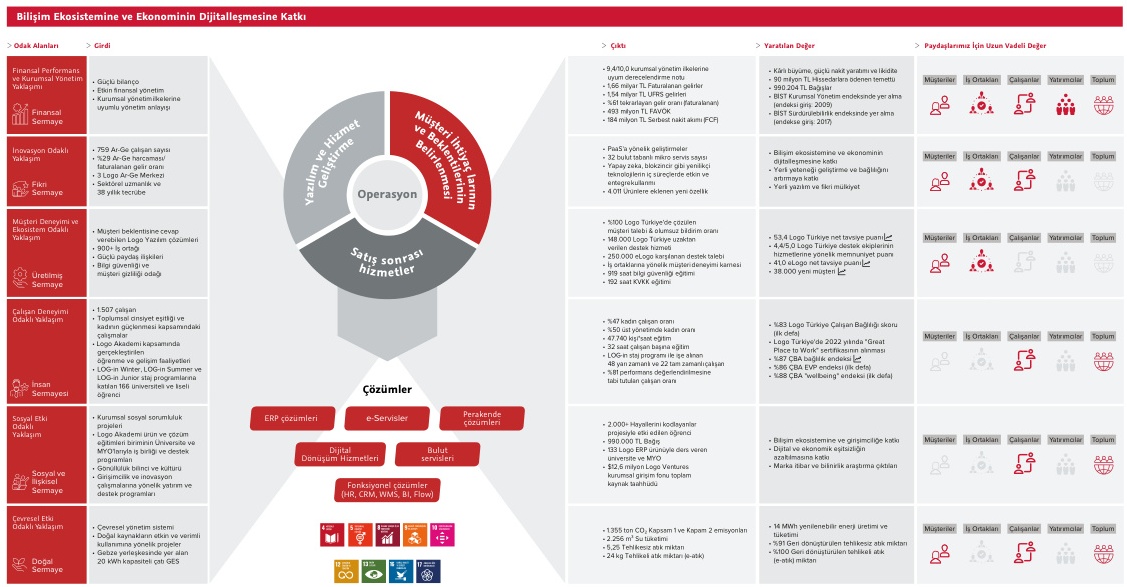 Bilişim Ekosistemine ve Ekonominin Dijitalleşmesine Katkı
> Odak Alanları
> Girdi
> Çıktı
> Yaratılan Değer
> Paydaşlarımız İçin Uzun Vadeli Değer
Finansal Performans
ve Kurumsal Yönetim
Yaklaşımı
Finansal
Sermaye
• Güçlü bilanço
• Etkin finansal yönetim
• Kurumsal yönetim ilkelerine
uyumlu yönetim anlayışı
• 9,4/10,0 kurumsal yönetim ilkelerine
uyum derecelendirme notu
• 1,66 milyar TL Faturalanan gelirler
• 1,54 milyar TL UFRS gelirleri
• %61 tekrarlayan gelir oranı (faturalanan)
• 493 milyon TL FAVÖK
• 184 milyon TL Serbest nakit akımı (FCF)
• Kârlı büyüme, güçlü nakit yaratımı ve likidite
• 90 milyon TL Hissedarlara ödenen temettü
• 990.204 TL Bağışlar
• BIST Kurumsal Yönetim endeksinde yer alma
(endeksi giriş: 2009)
• BIST Sürdürülebilirlik endeksinde yer alma
(endekse giriş: 2017)
Müşteriler İş Ortakları Çalışanlar Yatırımcılar Toplum
İnovasyon Odaklı
Yaklaşım
Fikri
Sermaye
• 759 Ar-Ge çalışan sayısı
• %29 Ar-Ge harcaması/
faturalanan gelir oranı
• 3 Logo Ar-Ge Merkezi
• Sektörel uzmanlık ve
38 yıllık tecrübe
• PaaS'a yönelik geliştirmeler
• 32 bulut tabanlı mikro servis sayısı
• Yapay zeka, blokzincir gibi yenilikçi
teknolojilerin iç süreçlerde etkin ve
entegre kullanımı
• 4.011 Ürünlere eklenen yeni özellik
• Bilişim ekosistemine ve ekonominin
dijitalleşmesine katkı
• Yerli yeteneği geliştirme ve bağlılığını
artırmaya katkı
• Yerli yazılım ve fikri mülkiyet
Müşteriler İş Ortakları Çalışanlar Yatırımcılar Toplum
Müşteri Deneyimi ve
Ekosistem Odaklı
Yaklaşım
Üretilmiş
Sermaye
• Müşteri beklentisine cevap
verebilen Logo Yazılım çözümleri
• 900+ İş ortağı
• Güçlü paydaş ilişkileri
• Bilgi güvenliği ve
müşteri gizliliği odağı
• %100 Logo Türkiye'de çözülen
müşteri talebi & olumsuz bildirim oranı
• 148.000 Logo Türkiye uzaktan
verilen destek hizmeti
• 250.000 eLogo karşılanan destek talebi
• İş ortaklarına yönelik müşteri deneyimi karnesi
• 919 saat bilgi güvenliği eğitimi
• 192 saat KVKK eğitimi
• 53,4 Logo Türkiye net tavsiye puanı
• 4,4/5,0 Logo Türkiye destek ekiplerinin
hizmetlerine yönelik memnuniyet puanı
• 41,0 eLogo net tavsiye puanı
• 38.000 yeni müşteri
Müşteriler İş Ortakları Çalışanlar Yatırımcılar Toplum
Çalışan Deneyimi
Odaklı Yaklaşım
İnsan
Sermayesi
• 1.507 çalışan
• Toplumsal cinsiyet eşitliği ve
kadının güçlenmesi kapsamındaki
çalışmalar
• Logo Akademi kapsamında
gerçekleştirilen
öğrenme ve gelişim faaliyetleri
• LOG-in Winter, LOG-in Summer ve
LOG-in Junior staj programlarına
katılan 166 üniversiteli ve liseli
öğrenci
• %47 kadın çalışan oranı
• %50 üst yönetimde kadın oranı
• 47.740 kişi*saat eğitim
• 32 saat çalışan başına eğitim
• LOG-in staj programı ile işe alınan
48 yarı zamanlı ve 22 tam zamanlı çalışan
• %81 performans değerlendirilmesine
tabi tutulan çalışan oranı
• %83 Logo Türkiye Çalışan Bağlılığı skoru
(ilk defa)
• Logo Türkiye'de 2022 yılında "Great
Place to Work" sertifikasının alınması
• %87 ÇBA bağlılık endeksi
• %86 ÇBA EVP endeksi (ilk defa)
• %88 ÇBA "wellbeing" endeksi (ilk defa)
Müşteriler İş Ortakları Çalışanlar Yatırımcılar Toplum
Sosyal Etki
Odaklı
Yaklaşım
Sosyal ve
İlişkisel
Sermaye
• Kurumsal sosyal sorumluluk
projeleri
• Logo Akademi ürün ve çözüm
eğitimleri biriminin Üniversite ve
MYO'larıyla iş birliği ve destek
programları
• Gönüllülük bilinci ve kültürü
• Girişimcilik ve inovasyon
çalışmalarına yönelik yatırım ve
destek programları
• 2.000+ Hayallerini kodlayanlar
projesiyle etki edilen öğrenci
• 990.000 TL Bağış
• 133 Logo ERP ürünüyle ders veren
üniversite ve MYO
• $12,6 milyon Logo Ventures
kurumsal girişim fonu toplam
kaynak taahhüdü
• Bilişim ekosistemine ve girişimciliğe katkı
• Dijital ve ekonomik eşitsizliğin
azaltılmasına katkı
• Marka itibar ve bilinirlik araştırma çıktıları
Müşteriler İş Ortakları Çalışanlar Yatırımcılar Toplum
Çevresel Etki
Odaklı Yaklaşım
Doğal
Sermaye
• Çevresel yönetim sistemi
• Doğal kaynakların etkin ve verimli
kullanımına yönelik projeler
• Gebze yerleşkesinde yer alan
20 kWh kapasiteli çatı GES
• 1.355 ton CO₂ Kapsam 1 ve Kapsam 2 emisyonları
• 2.256 m³ Su tüketimi
• 5,25 Tehlikesiz atık miktarı
• 24 kg Tehlikeli atık miktarı (e-atık)
• 14 MWh yenilenebilir enerji üretimi ve
tüketimi
• %91 Geri dönüştürülen tehlikesiz atık miktarı
• %100 Geri dönüştürülen tehlikeli atık
(e-atık) miktarı
Müşteriler İş Ortakları Çalışanlar Yatırımcılar Toplum
Yazılım ve Hizmet
Geliştirme
Müşteri İhtiyaçlarının
ve Beklentilerinin
Belirlenmesi
Operasyon
Satış sonrası
hizmetler
Çözümler
ERP çözümleri
e-Servisler
Perakende
çözümleri
Dijital
Dönüşüm Hizmetleri
Bulut
servisleri
Fonksiyonel çözümler
(HR, CRM, WMS, BI, Flow)
4 5 8 9 10
12 13 16 17